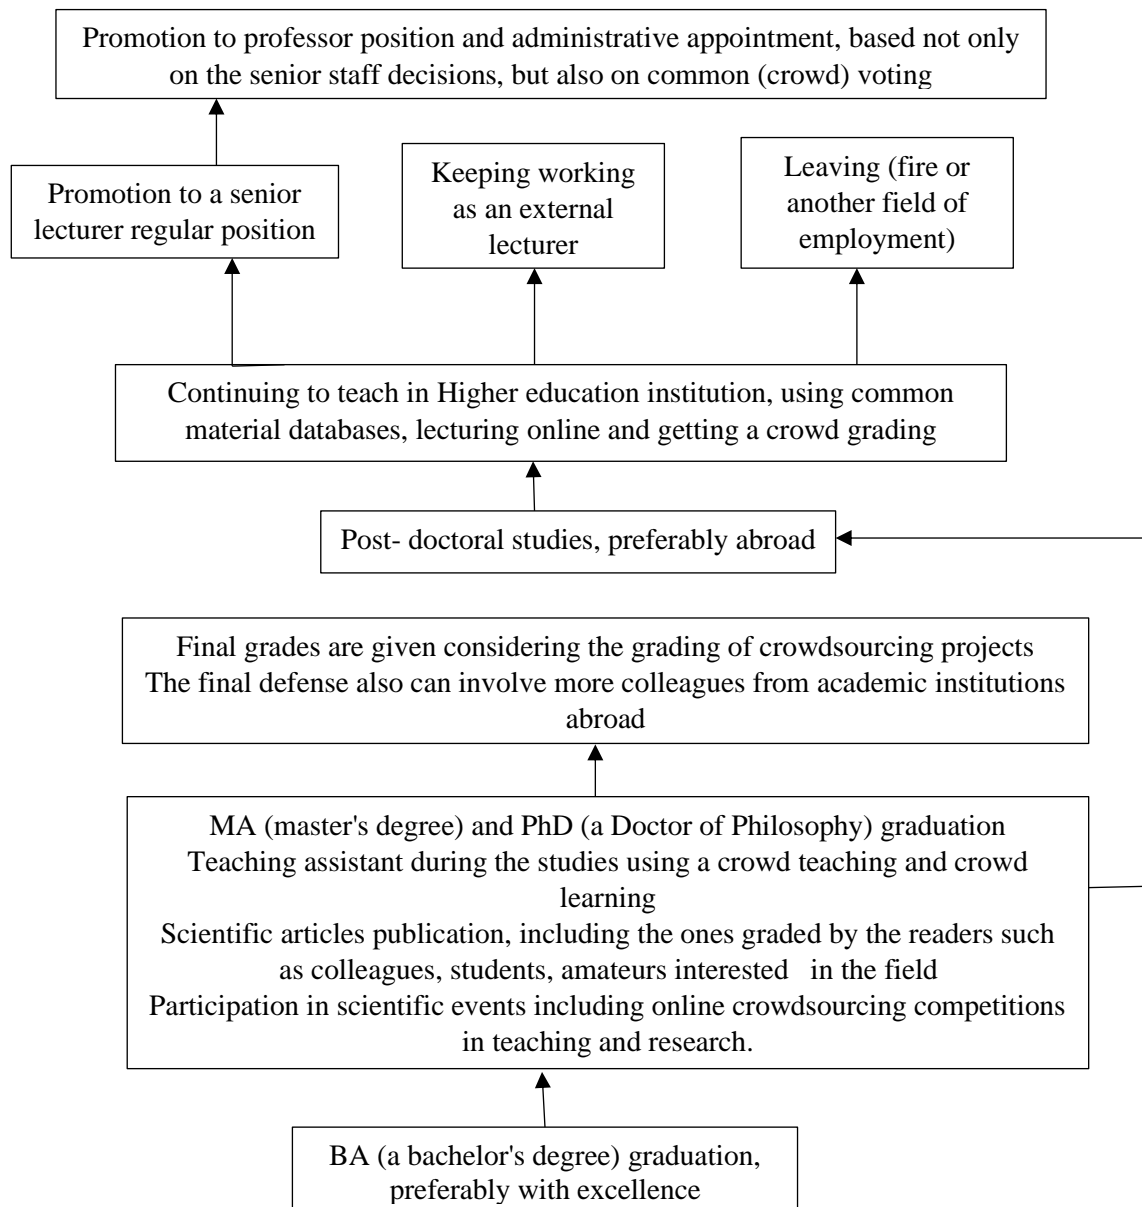 Promotion to professor position and administrative appointment, based not only
on the senior staff decisions, but also on common (crowd) voting
Promotion to a senior
lecturer regular position
Keeping working
as an external
lecturer
Leaving (fire or
another field of
employment)
Continuing to teach in Higher education institution, using common
material databases, lecturing online and getting a crowd grading
Post- doctoral studies, preferably abroad
Final grades are given considering the grading of crowdsourcing projects
The final defense also can involve more colleagues from academic institutions
abroad
MA (master's degree) and PhD (a Doctor of Philosophy) graduation
Teaching assistant during the studies using a crowd teaching and crowd
learning
Scientific articles publication, including the ones graded by the readers such
as colleagues, students, amateurs interested in the field
Participation in scientific events including online crowdsourcing competitions
in teaching and research.
BA (a bachelor's degree) graduation,
preferably with excellence